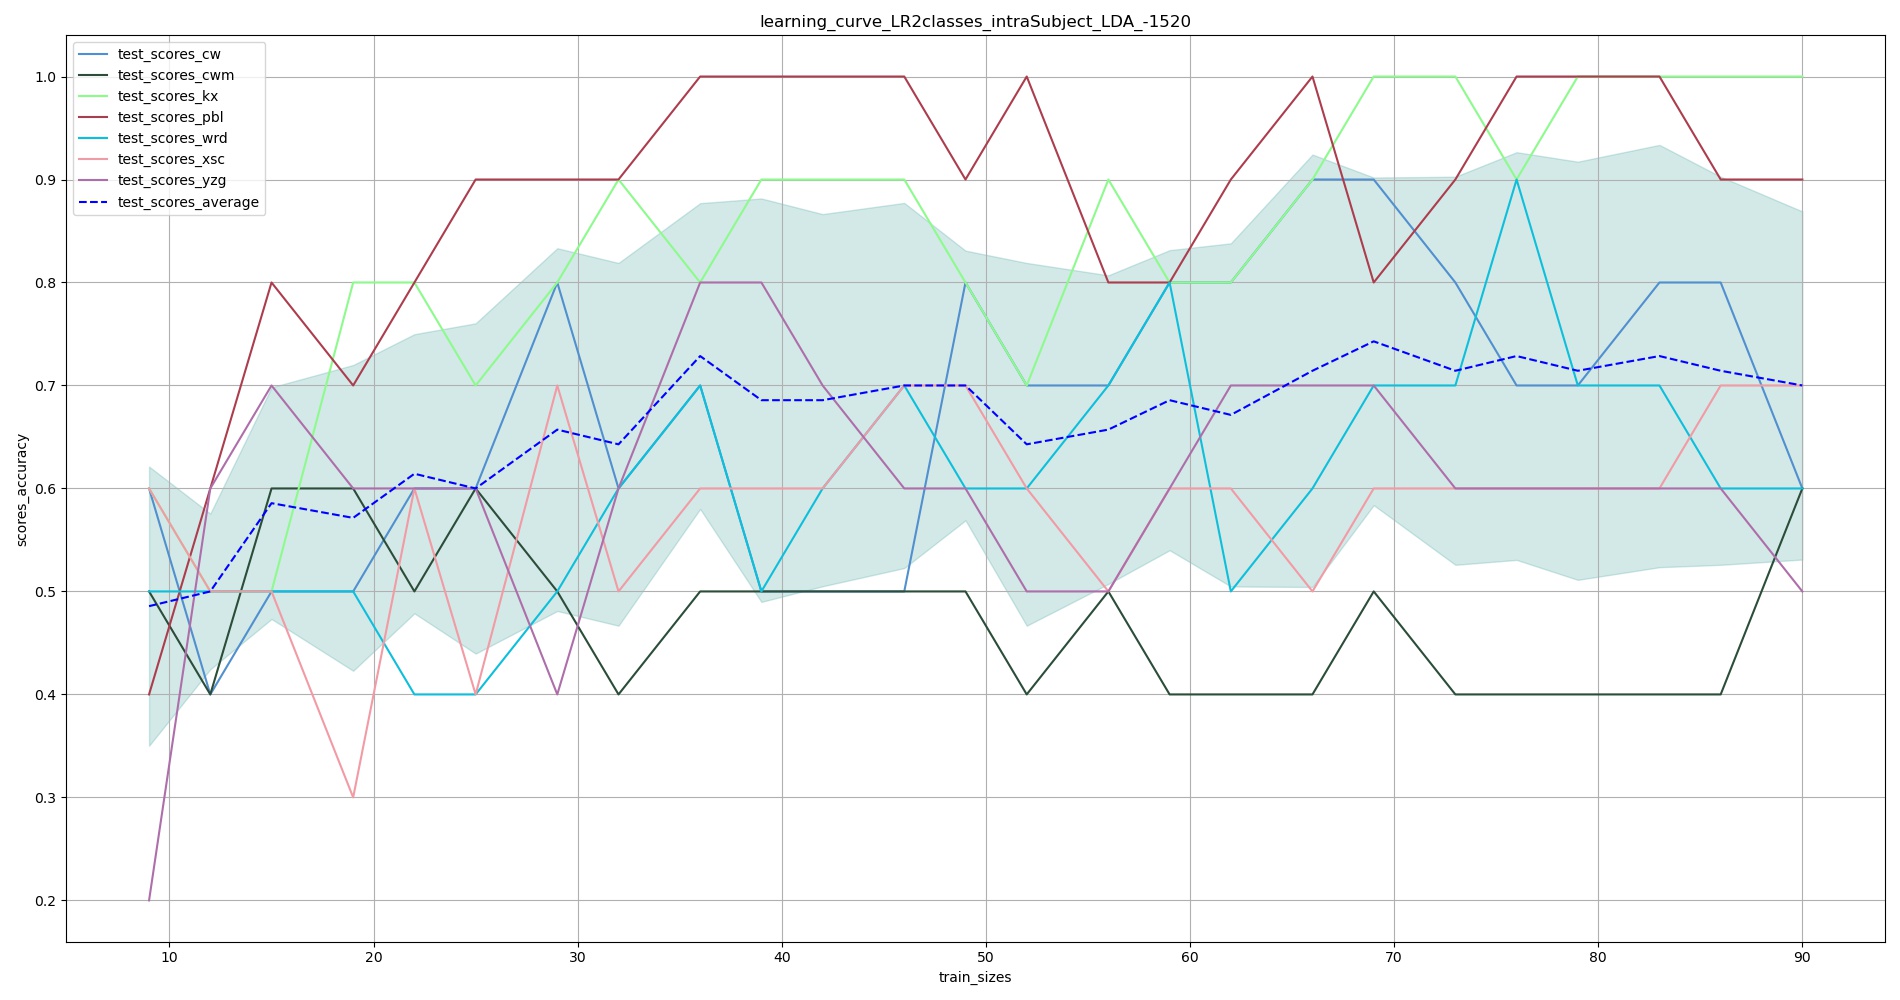 learning_curve_LR2classes_intraSubject_LDA_-1520
test_scores_cw
test_scores_cwm
test_scores_kx
test_scores_pbl
test_scores_wrd
test_scores_xsc
test_scores_yzg
test_scores_average
scores_accuracy
1.0
0.9
0.8
0.7
0.6
0.5
0.4
0.3
0.2
10 20 30 40 50 60 70 80 90
train_sizes